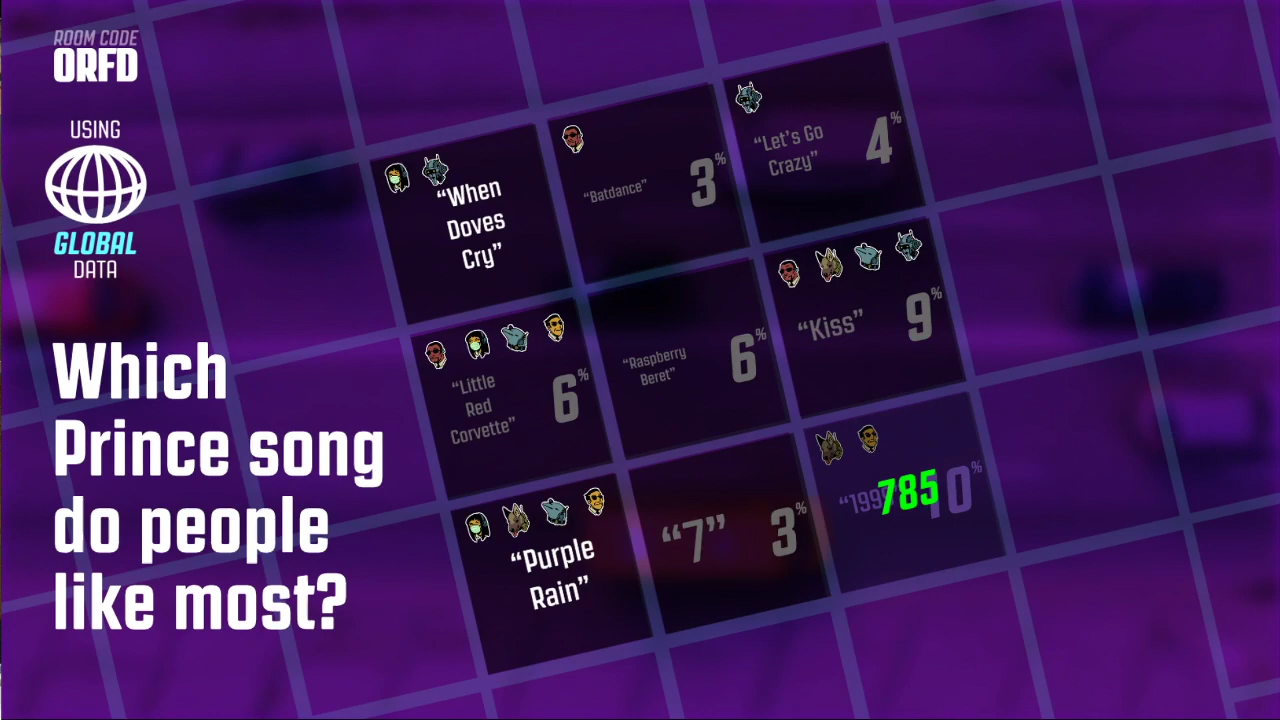 ROOM CODE
ORFD
USING
GLOBAL
DATA
Which
Prince song
do people
like most?
“When
Doves
Cry”
“Batdance”
3%
“Let's Go
Crazy”
4%
“Little
Red
Corvette”
6%
“Raspberry
Beret”
6%
“Kiss”
9%
“Purple
Rain”
“7”
3%
785
10%